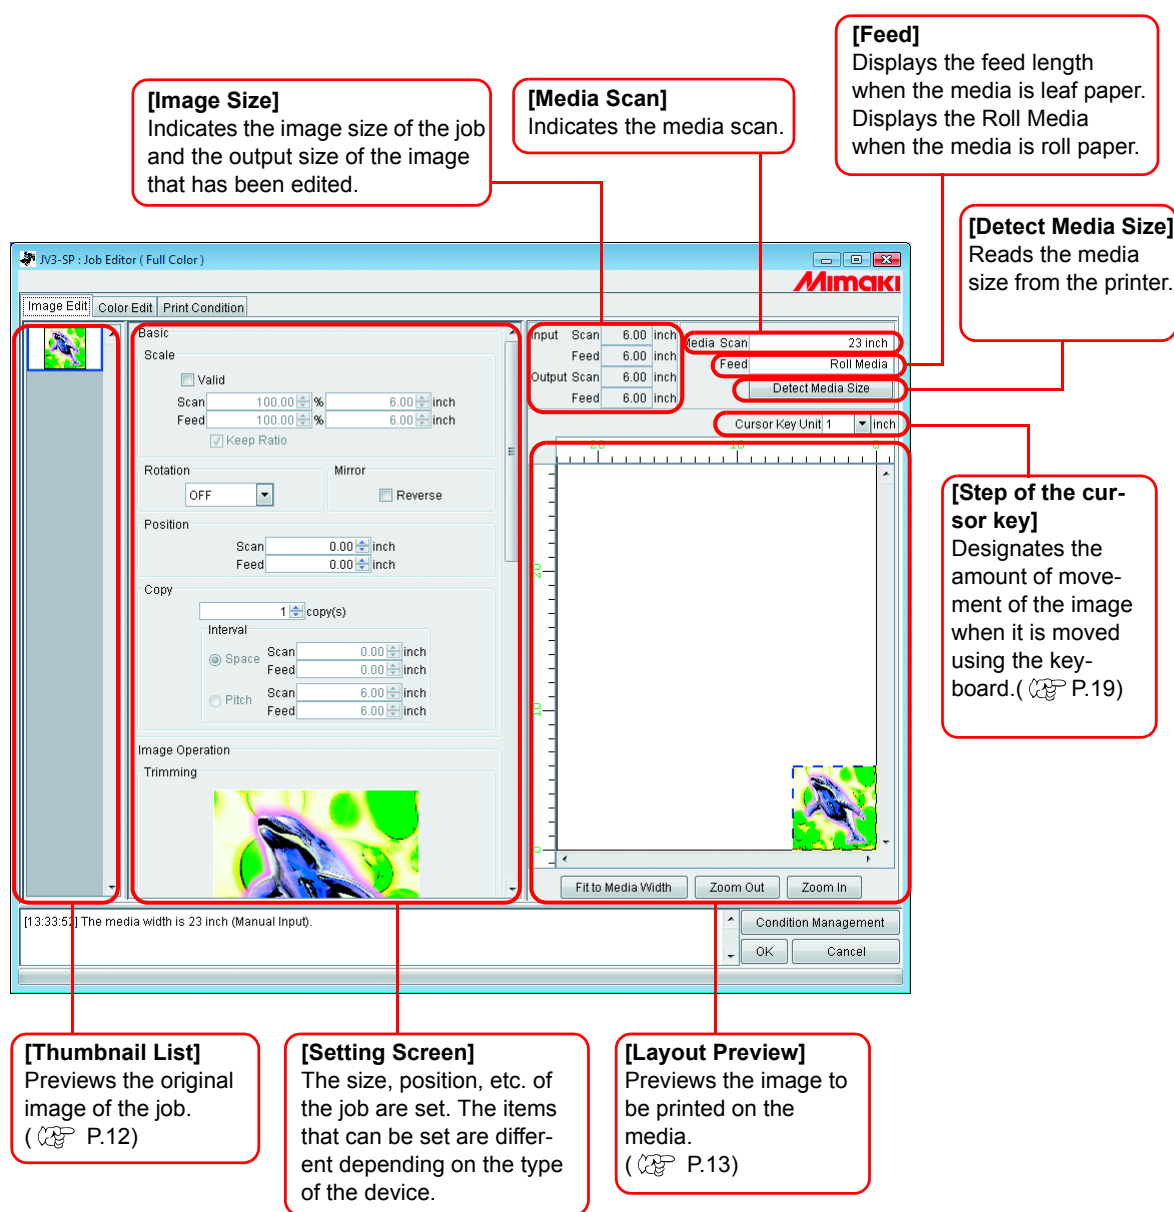 [Feed]
Displays the feed length
when the media is leaf paper.
Displays the Roll Media
when the media is roll paper.
[Image Size]
Indicates the image size of the job
and the output size of the image
that has been edited.
[Media Scan]
Indicates the media scan.
[Detect Media Size]
Reads the media
size from the printer.
JV3-SP : Job Editor ( Full Color )
Mimaki
Image Edit Color Edit Print Condition
Basic
Scale
Valid
Scan 100.00 % 6.00 inch
Feed 100.00 % 6.00 inch
Keep Ratio
Rotation Mirror
OFF Reverse
Position
Scan 0.00 inch
Feed 0.00 inch
Copy
1 copy(s)
Interval
Space Scan 0.00 inch
Feed 0.00 inch
Pitch Scan 6.00 inch
Feed 6.00 inch
Image Operation
Trimming
Input Scan 6.00 inch
Feed 6.00 inch
Output Scan 6.00 inch
Feed 6.00 inch
Media Scan 23 inch
Feed Roll Media
Detect Media Size
Cursor Key Unit 1 inch
20 10 0
20
10
0
Fit to Media Width Zoom Out Zoom In
[13:33:52] The media width is 23 inch (Manual Input).
Condition Management
OK Cancel
[Step of the cur-
sor key]
Designates the
amount of move-
ment of the image
when it is moved
using the key-
board.( P.19)
[Thumbnail List]
Previews the original
image of the job.
( P.12)
[Setting Screen]
The size, position, etc. of
the job are set. The items
that can be set are differ-
ent depending on the type
of the device.
[Layout Preview]
Previews the image to
be printed on the
media.
( P.13)